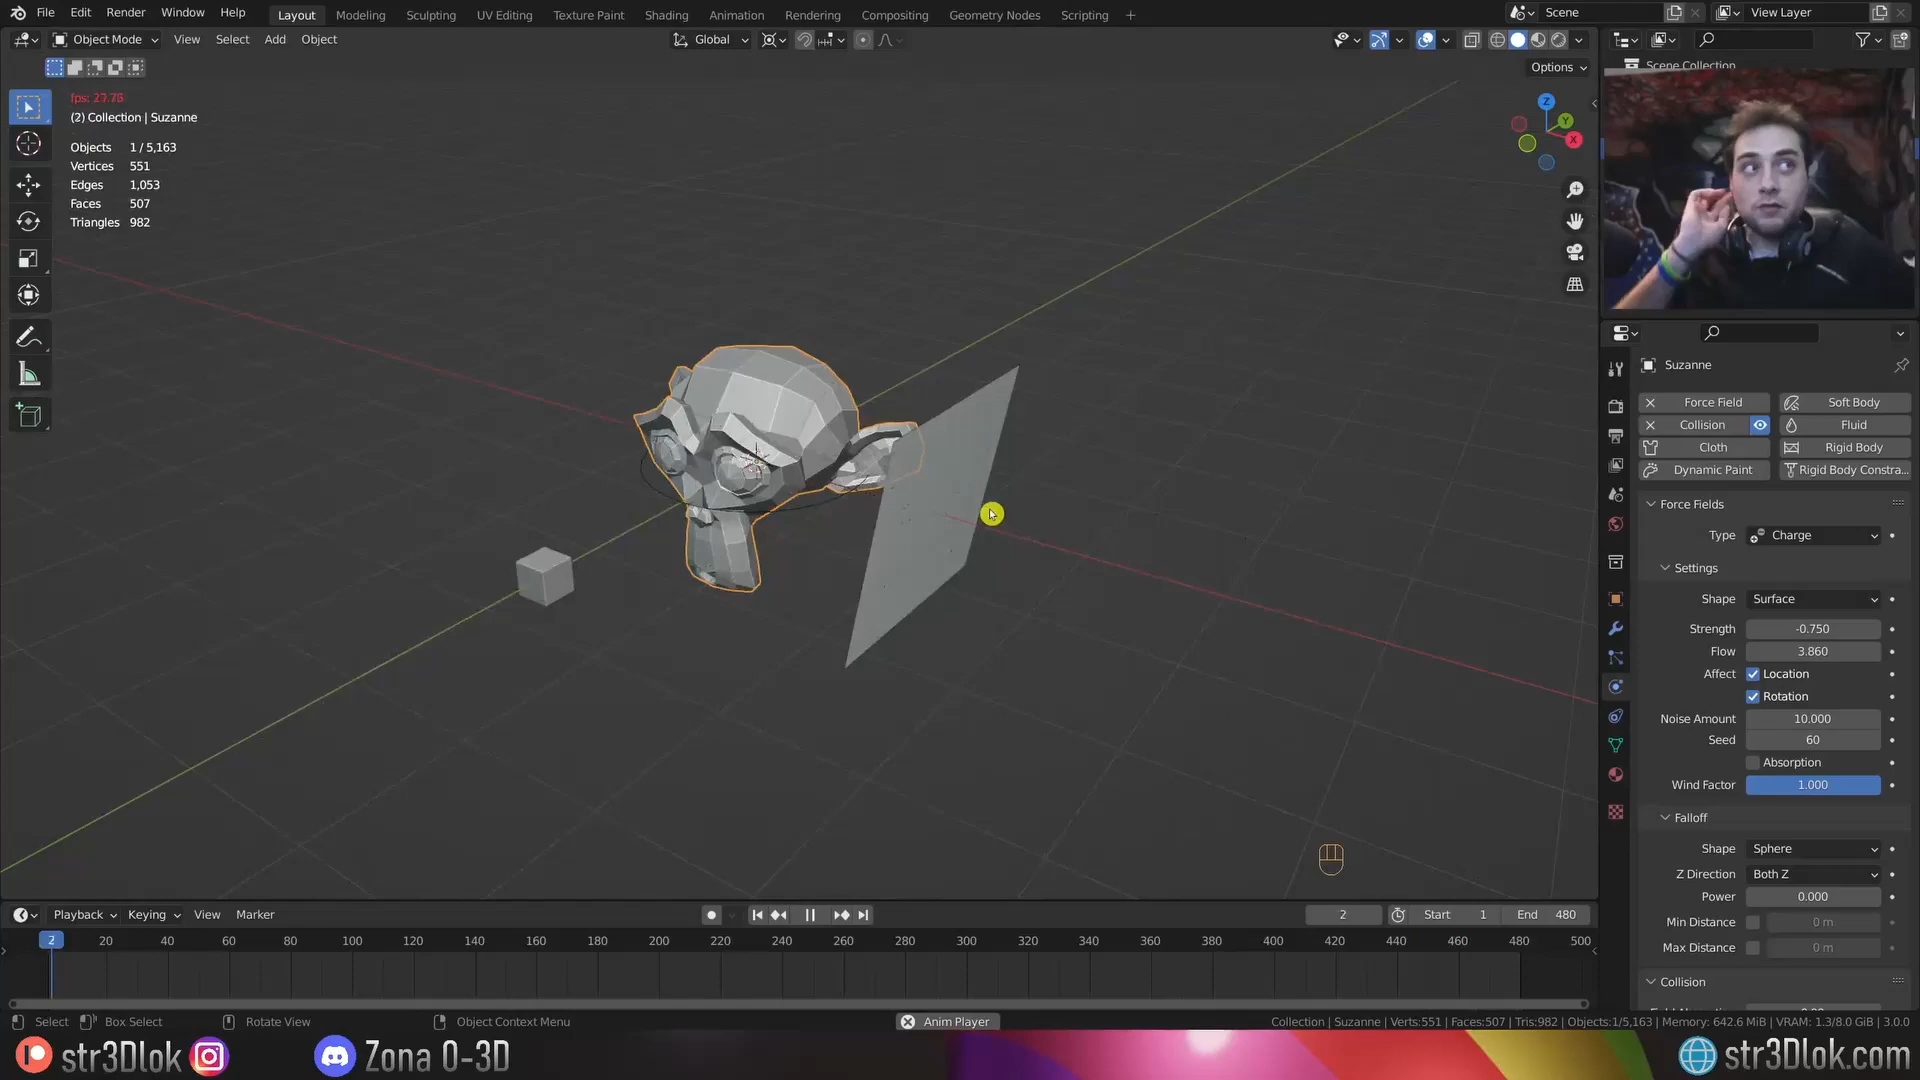 File Edit Render Window Help Layout Modeling Sculpting UV Editing Texture Paint Shading Animation Rendering Compositing Geometry Nodes Scripting + Scene View Layer
Object Mode View Select Add Object Global
Options
Scene Collection
fps: 27.76
(2) Collection | Suzanne
Objects 1 / 5,163
Vertices 551
Edges 1,053
Faces 507
Triangles 982
Z
Y
X
Suzanne
Force Field Soft Body
Collision Fluid
Cloth Rigid Body
Dynamic Paint Rigid Body Constra...
Force Fields
Type Charge
Settings
Shape Surface
Strength -0.750
Flow 3.860
Affect Location
Rotation
Noise Amount 10.000
Seed 60
Absorption
Wind Factor 1.000
Falloff
Shape Sphere
Z Direction Both Z
Power 0.000
Min Distance 0 m
Max Distance 0 m
Collision
Playback Keying View Marker 2 Start 1 End 480
2 20 40 60 80 100 120 140 160 180 200 220 240 260 280 300 320 340 360 380 400 420 440 460 480 500
Select Box Select Rotate View Object Context Menu Anim Player Collection | Suzanne | Verts:551 | Faces:507 | Tris:982 | Objects:1/5,163 | Memory: 642.6 MiB | VRAM: 1.3/8.0 GiB | 3.0.0
str3Dlok Zona 0-3D str3Dlok.com